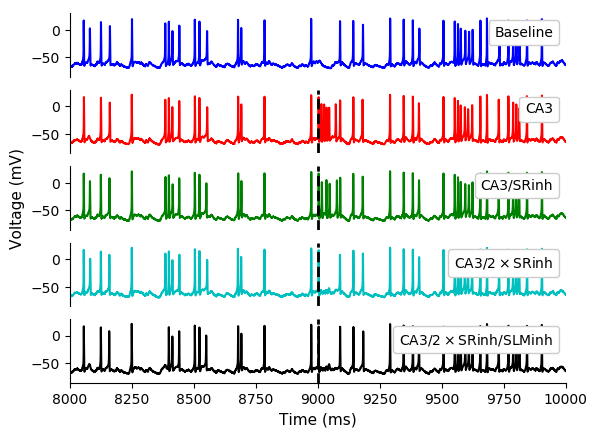 0
−50
Baseline
0
−50
CA3
0
−50
CA3/SRinh
0
−50
CA3/2 × SRinh
0
−50
CA3/2 × SRinh/SLMinh
Voltage (mV)
8000 8250 8500 8750 9000 9250 9500 9750 10000
Time (ms)